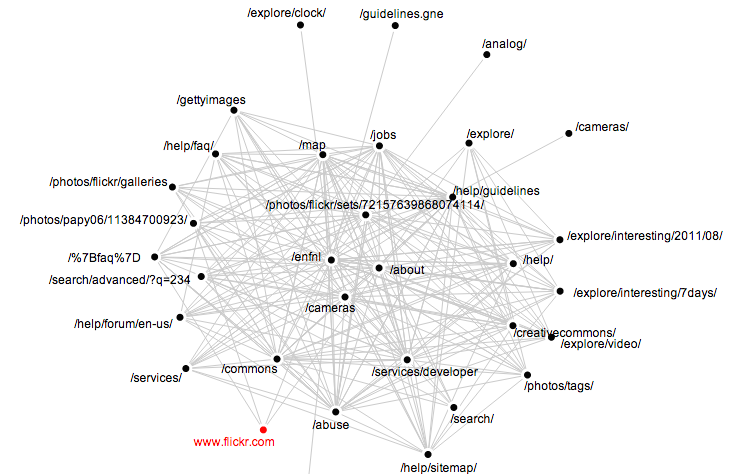 /explore/clock/
/guidelines.gne
/analog/
/gettyimages
/cameras/
/jobs
/explore/
/map
/help/faq/
/photos/flickr/galleries
/help/guidelines
/photos/flickr/sets/72157639868074114/
/photos/papy06/11384700923/
/explore/interesting/2011/08/
/%7Bfaq%7D
/enfnl
/help/
/about
/search/advanced/?q=234
/explore/interesting/7days/
/cameras
/help/forum/en-us/
/creativecommons/
/explore/video/
/commons
/services/developer
/services/
/photos/tags/
/search/
/abuse
www.flickr.com
/help/sitemap/